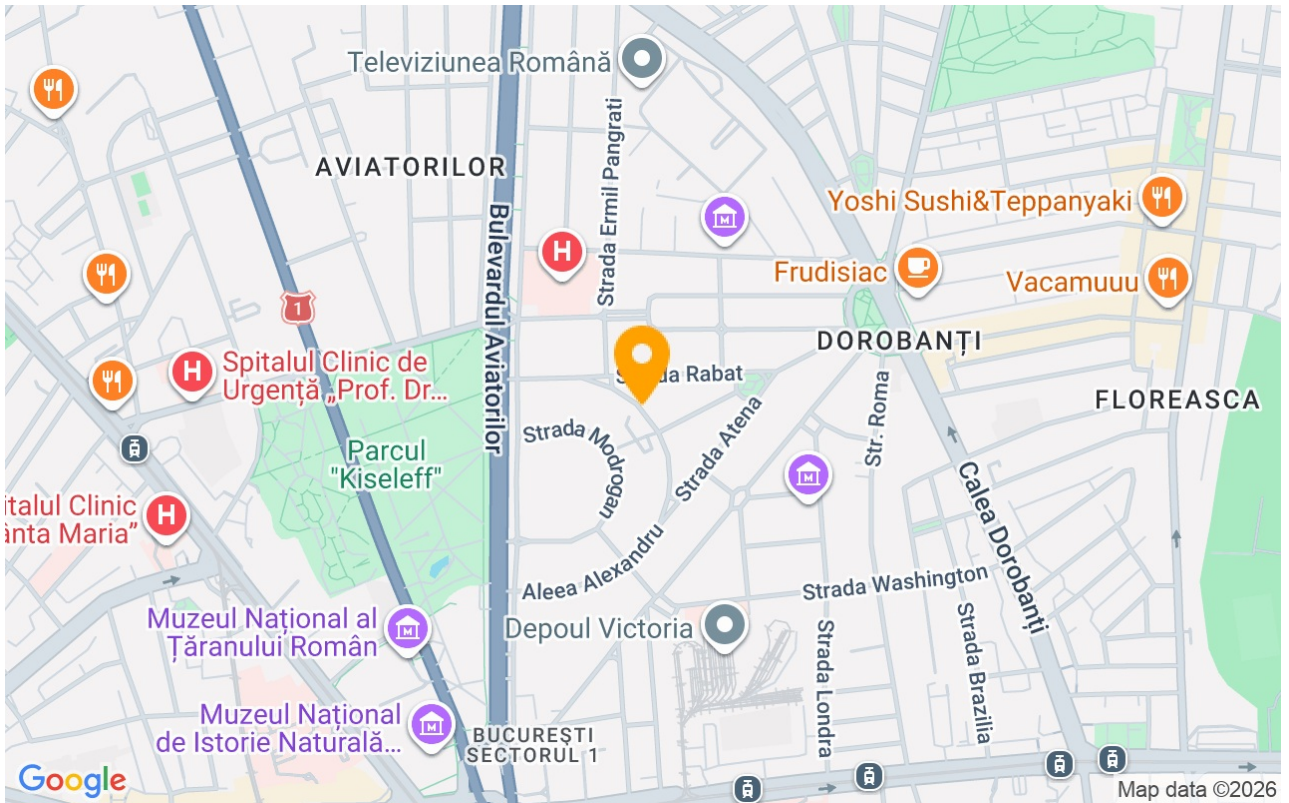 Televiziunea Română
AVIATORILOR
Strada Ermil Pangrati
Bulevardul Aviatorilor
H
M
Yoshi Sushi&Teppanyaki
Frudisiac
Vacamuuu
1
DOROBANȚI
H
Spitalul Clinic de
Urgență „Prof. Dr...
da Rabat
FLOREASCA
Strada Modrogan
Strada Atena
Str. Roma
Parcul
"Kiseleff"
M
italul Clinic
ânta Maria”
H
Calea Dorobanți
Aleea Alexandru
Strada Washington
Muzeul Național al
Țăranului Român
M
Depoul Victoria
Strada Londra
Strada Brazilia
Muzeul Național
de Istorie Naturală...
M
BUCUREȘTI
SECTORUL 1
Google
Map data ©2026